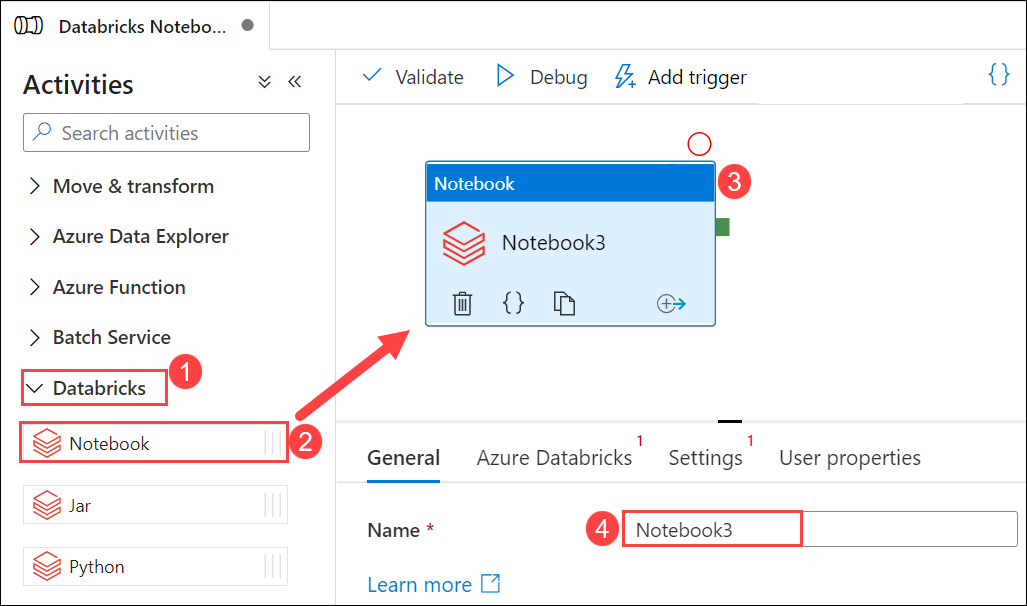 Databricks Notebo...
Activities
Search activities
Move & transform
Azure Data Explorer
Azure Function
Batch Service
Databricks
1
Notebook
2
Jar
Python
Validate
Debug
Add trigger
{}
Notebook
3
Notebook3
{}
General
Azure Databricks 1
Settings 1
User properties
Name *
4
Notebook3
Learn more